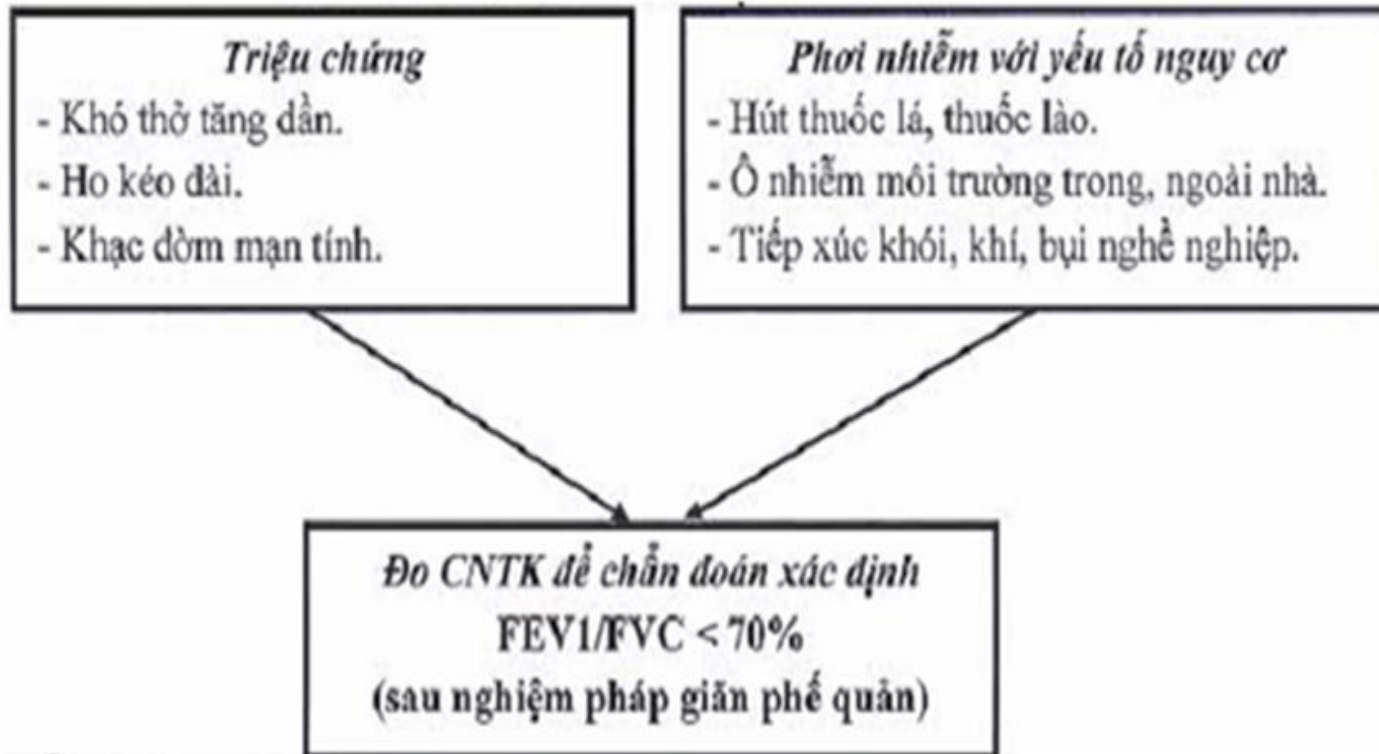 Triệu chứng
- Khó thở tăng dần.
- Ho kéo dài.
- Khạc đờm mạn tính.
Phơi nhiễm với yếu tố nguy cơ
- Hút thuốc lá, thuốc lào.
- Ô nhiễm môi trường trong, ngoài nhà.
- Tiếp xúc khói, khí, bụi nghề nghiệp.
Đo CNTK để chẩn đoán xác định
FEV1/FVC < 70%
(sau nghiệm pháp giãn phế quản)